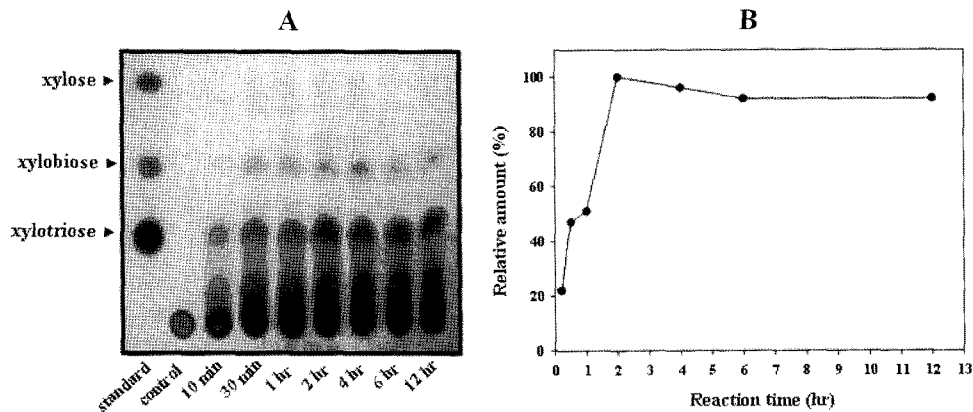 A
xylose
xylobiose
xylotriose
standard
control
10 min
30 min
1 hr
2 hr
4 hr
6 hr
12 hr
B
Relative amount (%)
100
80
60
40
20
0
0 1 2 3 4 5 6 7 8 9 10 11 12 13
Reaction time (hr)